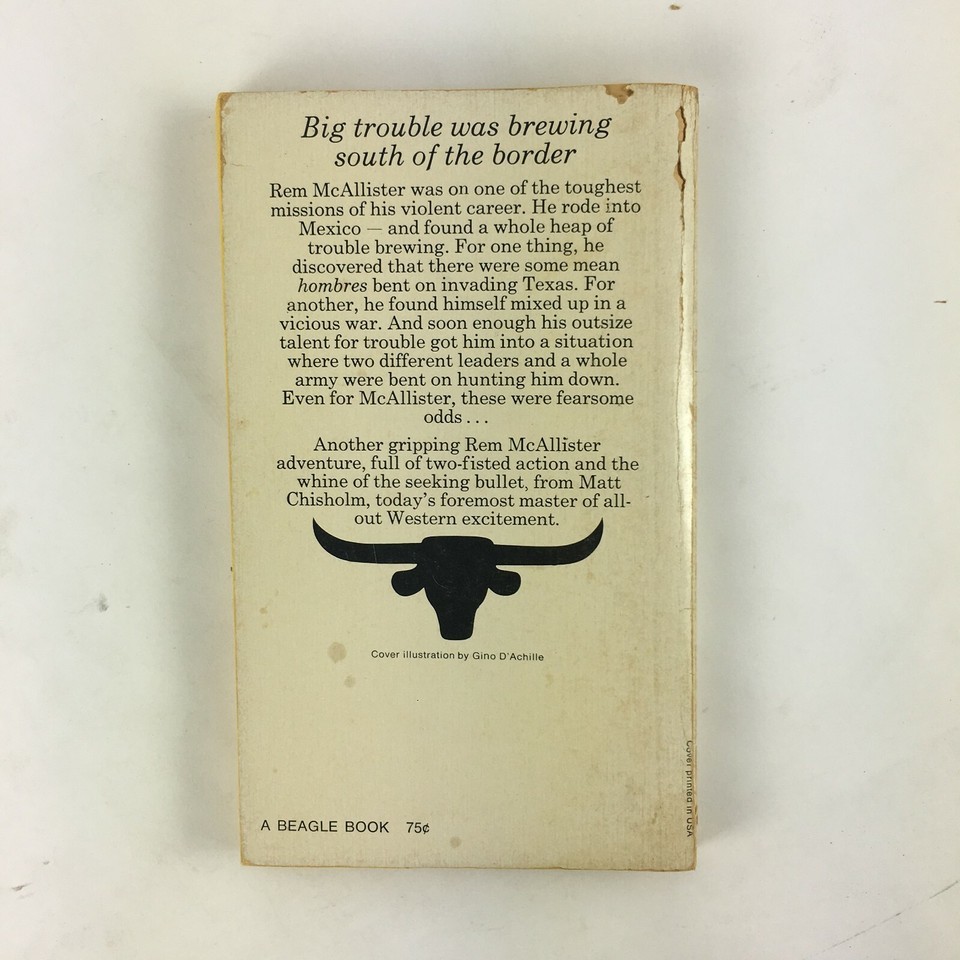 Big trouble was brewing
south of the border
Rem McAllister was on one of the toughest
missions of his violent career. He rode into
Mexico — and found a whole heap of
trouble brewing. For one thing, he
discovered that there were some mean
hombres bent on invading Texas. For
another, he found himself mixed up in a
vicious war. And soon enough his outsize
talent for trouble got him into a situation
where two different leaders and a whole
army were bent on hunting him down.
Even for McAllister, these were fearsome
odds . . .
Another gripping Rem McAllister
adventure, full of two-fisted action and the
whine of the seeking bullet, from Matt
Chisholm, today's foremost master of all-
out Western excitement.
Cover illustration by Gino D'Achille
A BEAGLE BOOK 75¢
Cover printed in USA